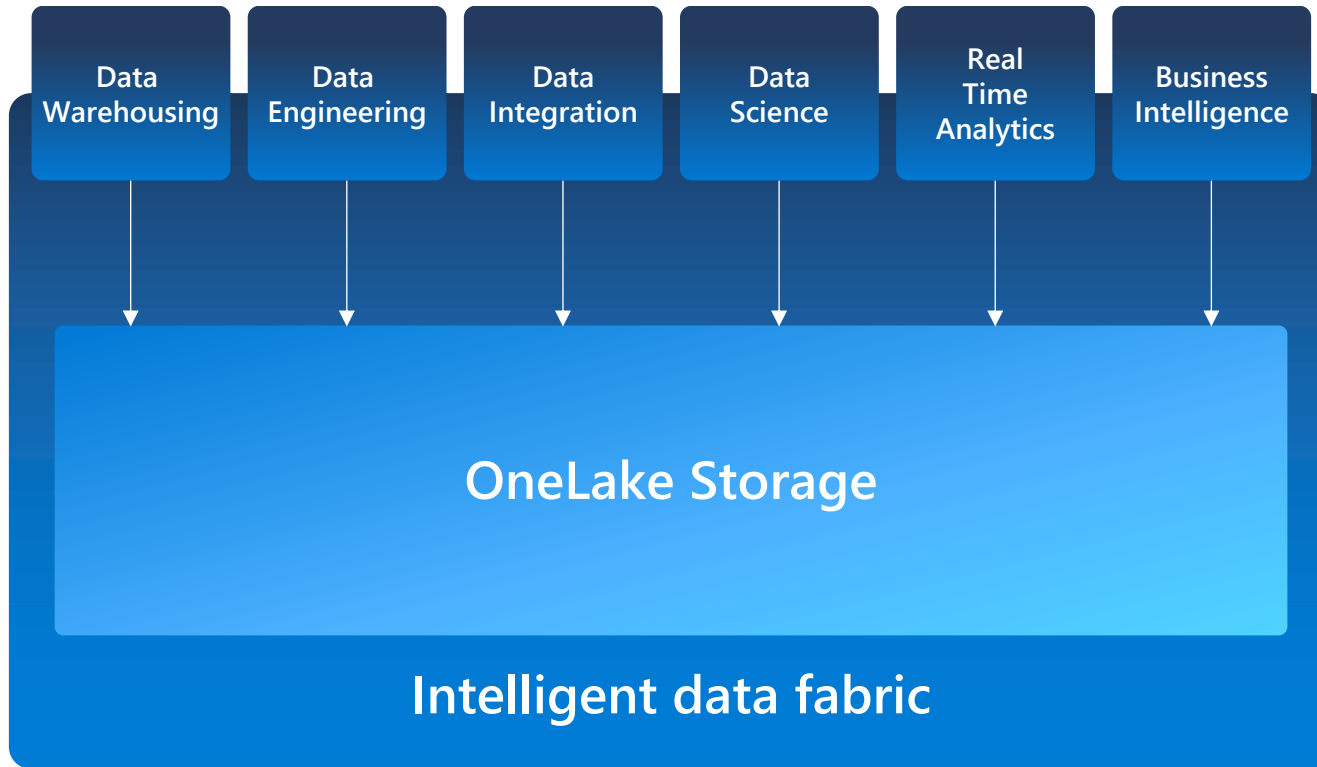 Data
Warehousing
Data
Engineering
Data
Integration
Data
Science
Real
Time
Analytics
Business
Intelligence
OneLake Storage
Intelligent data fabric